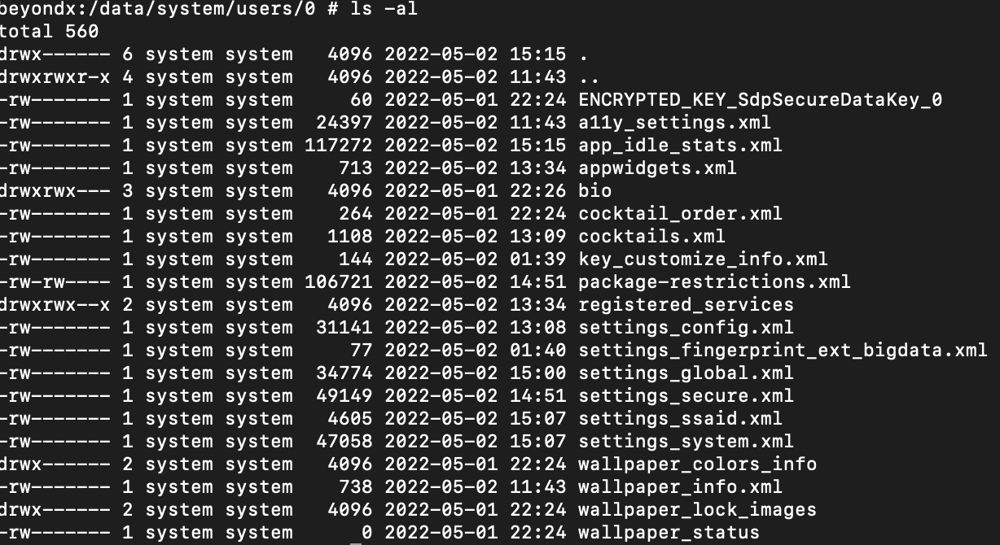 beyondx:/data/system/users/0 # ls -al
total 560
drwx------ 6 system system   4096 2022-05-02 15:15 .
drwxrwxr-x 4 system system   4096 2022-05-02 11:43 ..
-rw------- 1 system system     60 2022-05-01 22:24 ENCRYPTED_KEY_SdpSecureDataKey_0
-rw------- 1 system system  24397 2022-05-02 11:43 a11y_settings.xml
-rw------- 1 system system 117272 2022-05-02 15:15 app_idle_stats.xml
-rw------- 1 system system    713 2022-05-02 13:34 appwidgets.xml
drwxrwx--- 3 system system   4096 2022-05-01 22:26 bio
-rw------- 1 system system    264 2022-05-01 22:24 cocktail_order.xml
-rw------- 1 system system   1108 2022-05-02 13:09 cocktails.xml
-rw------- 1 system system    144 2022-05-02 01:39 key_customize_info.xml
-rw-rw---- 1 system system 106721 2022-05-02 14:51 package-restrictions.xml
drwxrwx--x 2 system system   4096 2022-05-02 13:34 registered_services
-rw------- 1 system system  31141 2022-05-02 13:08 settings_config.xml
-rw------- 1 system system     77 2022-05-02 01:40 settings_fingerprint_ext_bigdata.xml
-rw------- 1 system system  34774 2022-05-02 15:00 settings_global.xml
-rw------- 1 system system  49149 2022-05-02 14:51 settings_secure.xml
-rw------- 1 system system   4605 2022-05-02 15:07 settings_ssaid.xml
-rw------- 1 system system  47058 2022-05-02 15:07 settings_system.xml
drwx------ 2 system system   4096 2022-05-01 22:24 wallpaper_colors_info
-rw------- 1 system system    738 2022-05-02 11:43 wallpaper_info.xml
drwx------ 2 system system   4096 2022-05-01 22:24 wallpaper_lock_images
-rw------- 1 system system      0 2022-05-01 22:24 wallpaper_status